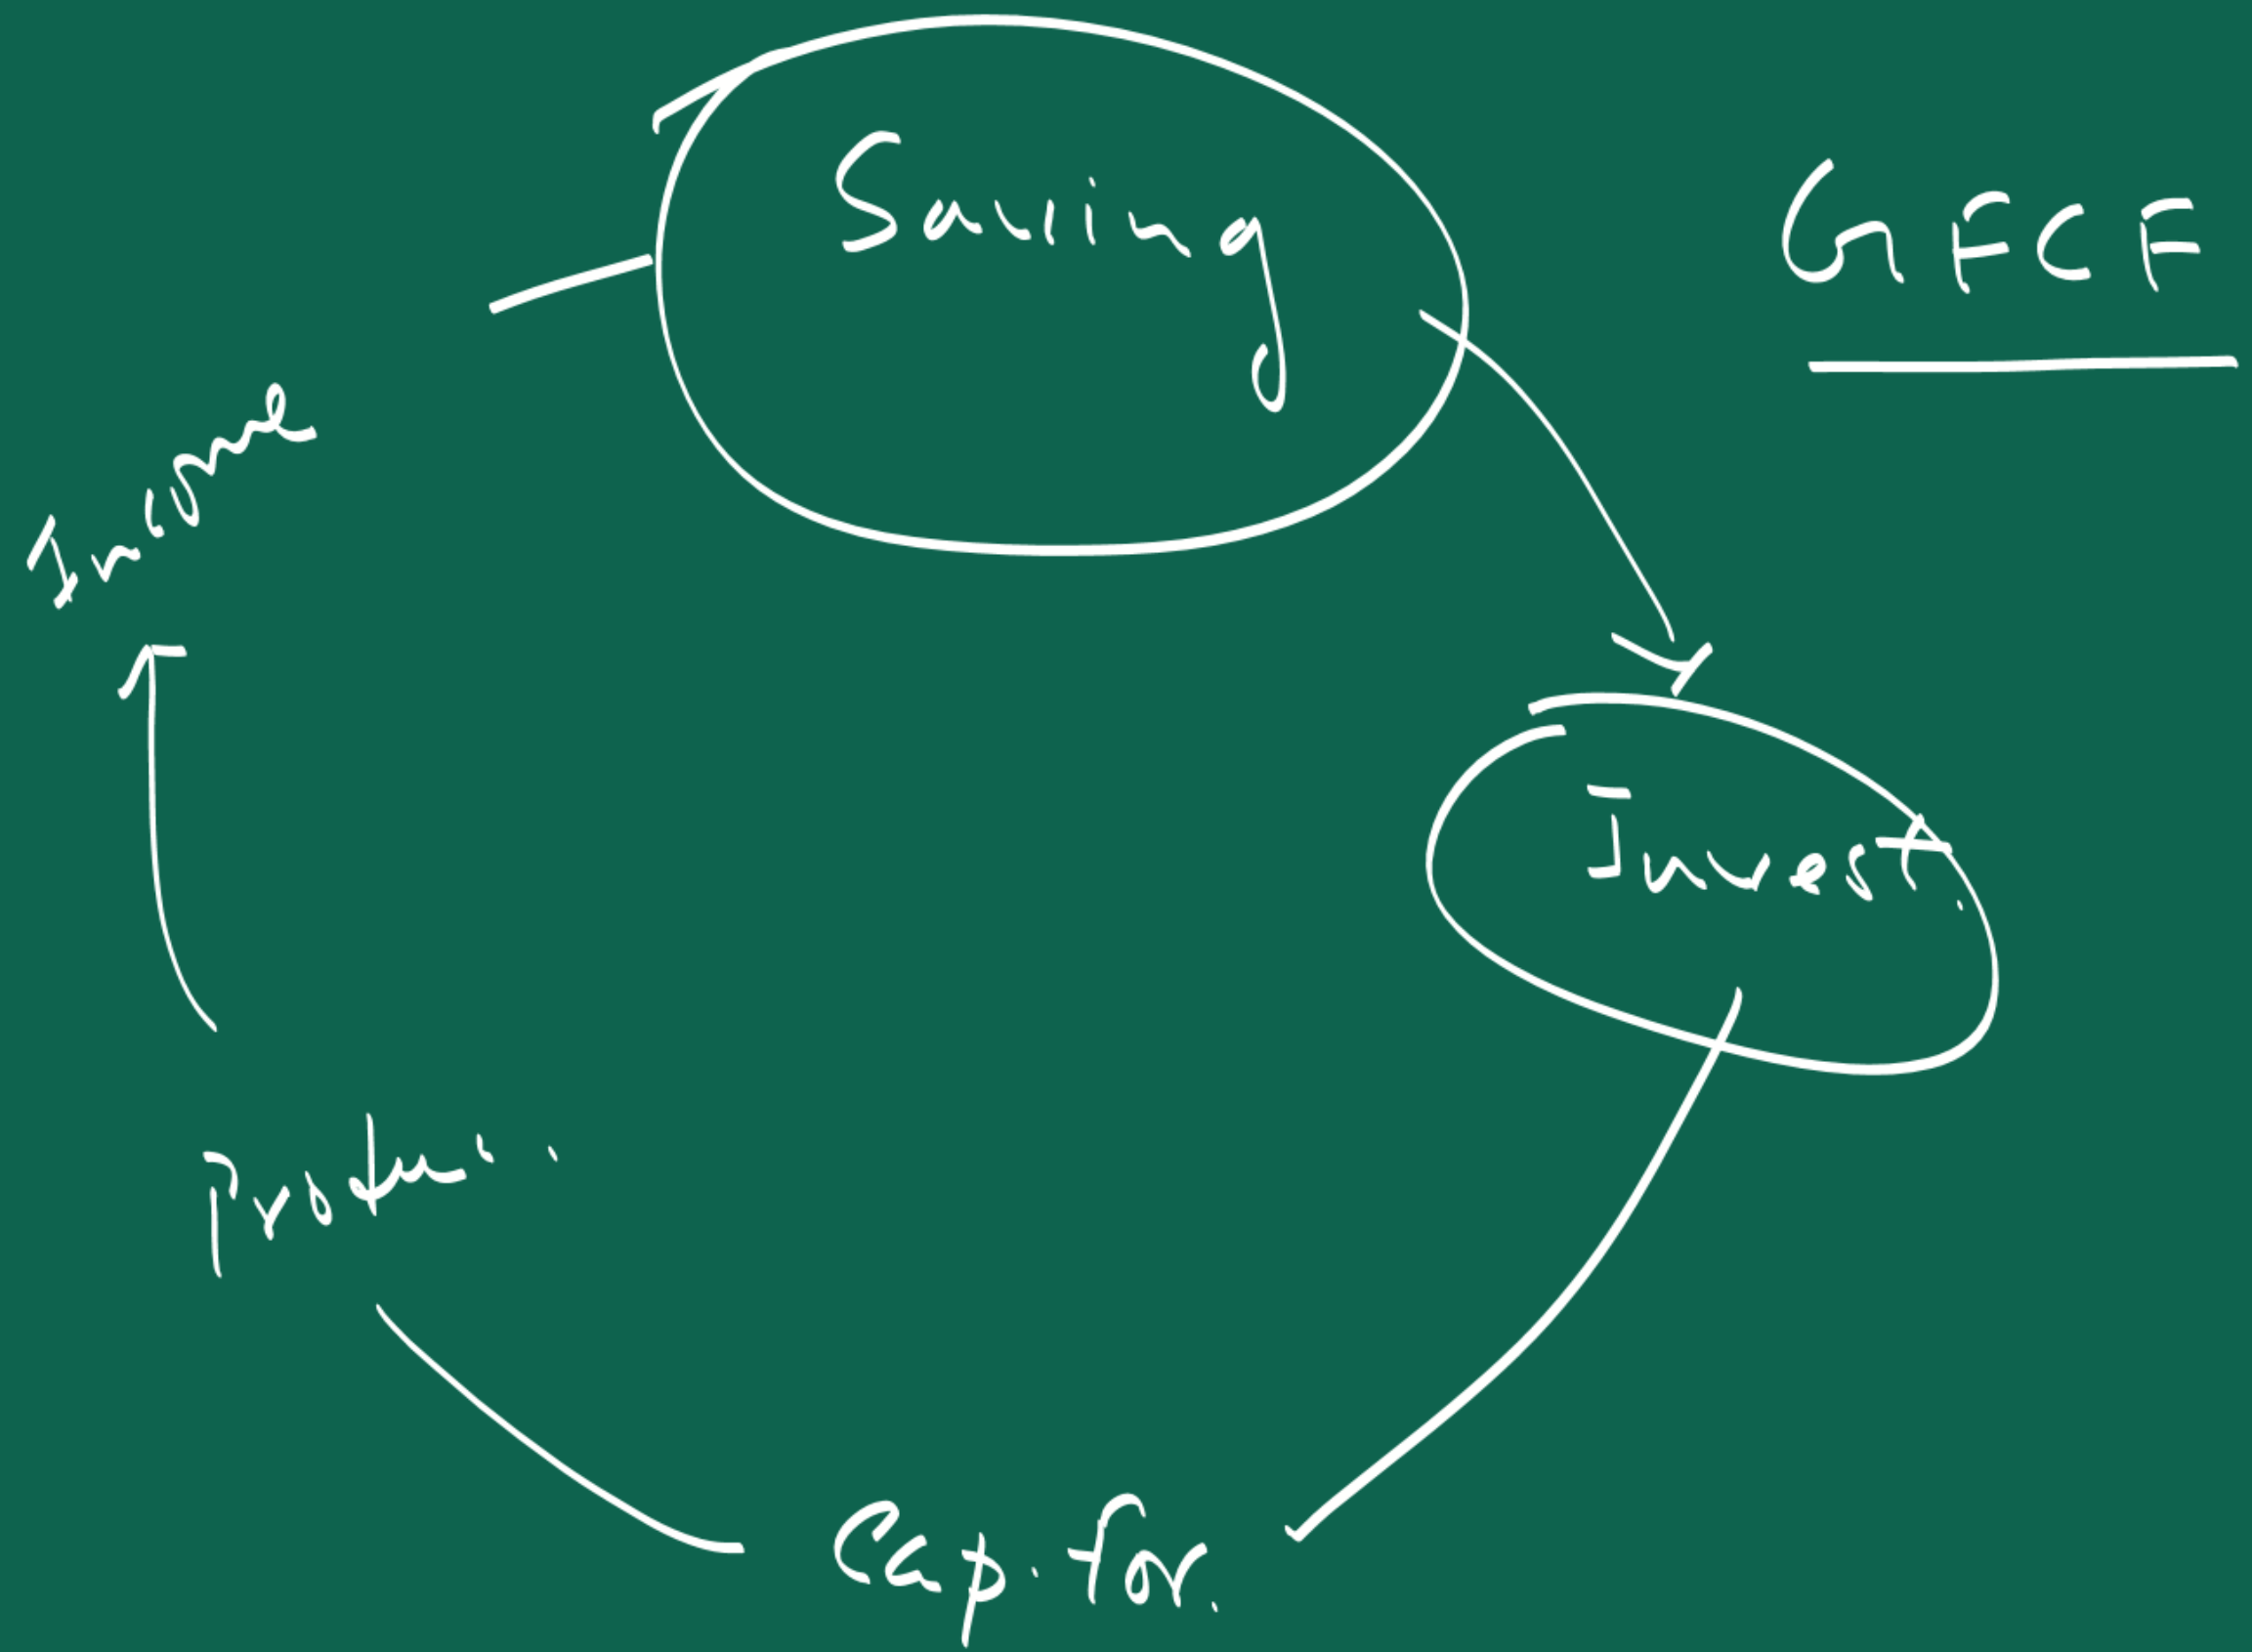 Saving
GFCF
Income
Invest.
Produ..
Cap. for.